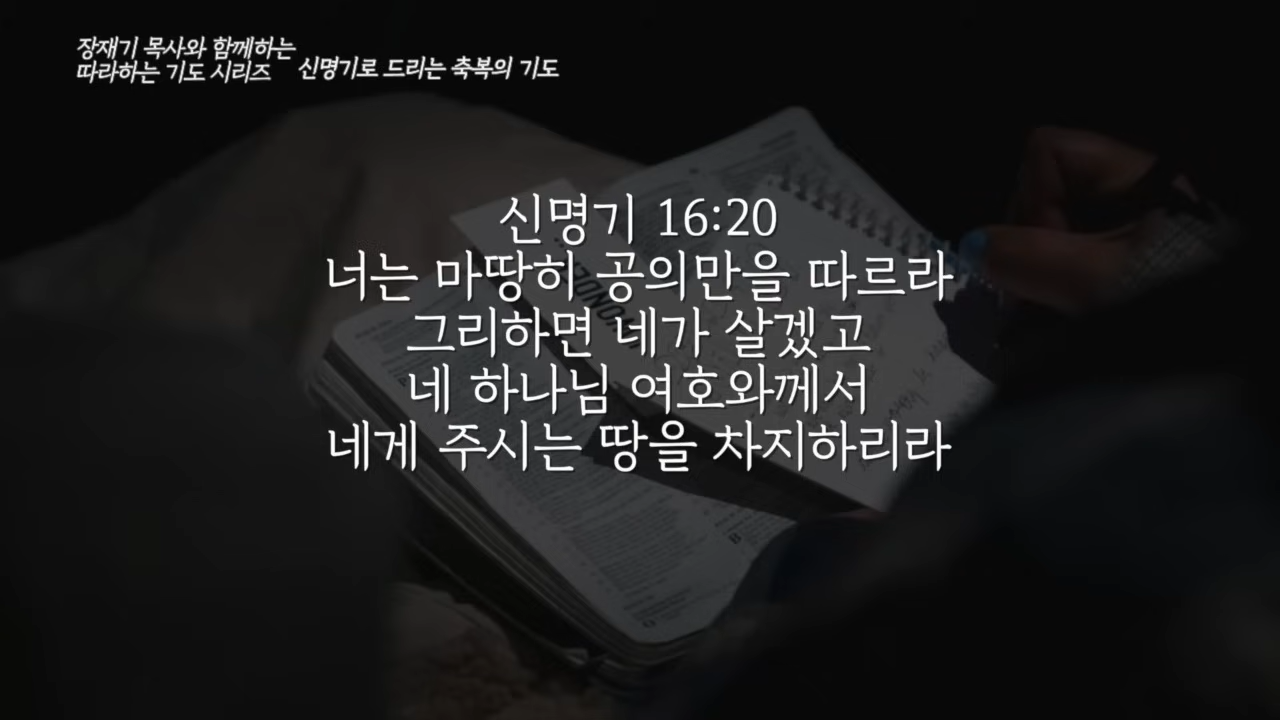 장재기 목사와 함께하는
따라하는 기도 시리즈
신명기로 드리는 축복의 기도
신명기 16:20
너는 마땅히 공의만을 따르라
그리하면 네가 살겠고
네 하나님 여호와께서
네게 주시는 땅을 차지하리라